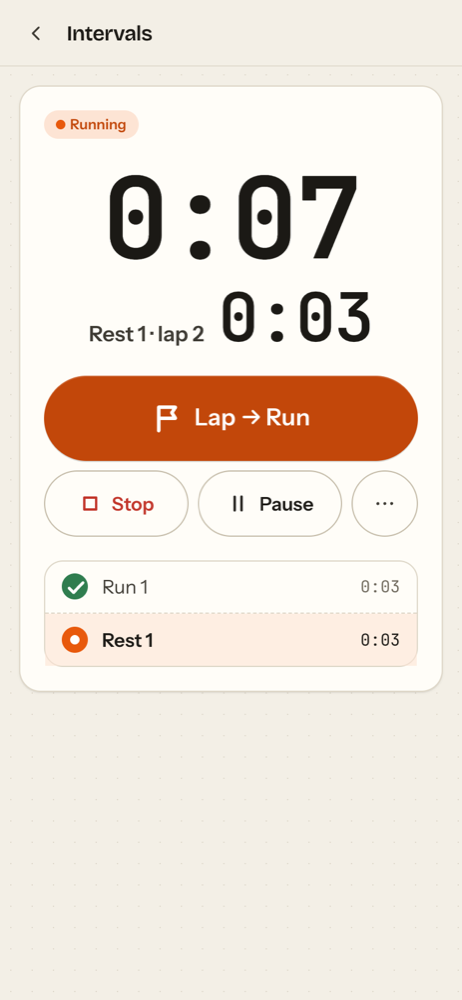 Intervals
Running
0:07
Rest 1 · lap 2 0:03
Lap → Run
Stop
Pause
...
Run 1 0:03
Rest 1 0:03